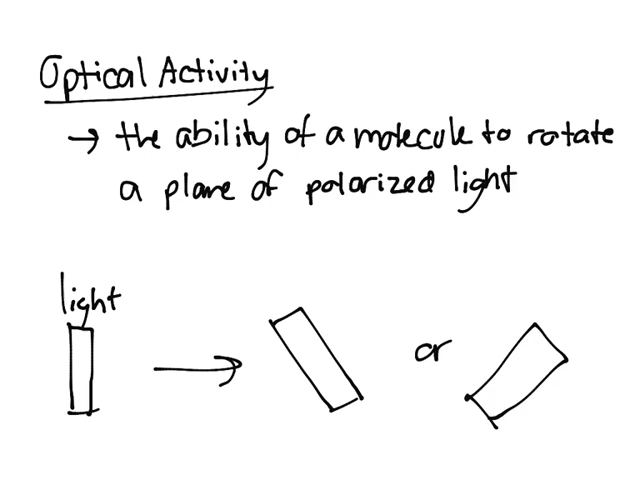 Optical Activity
→ the ability of a molecule to rotate
a plane of polarized light
light
or